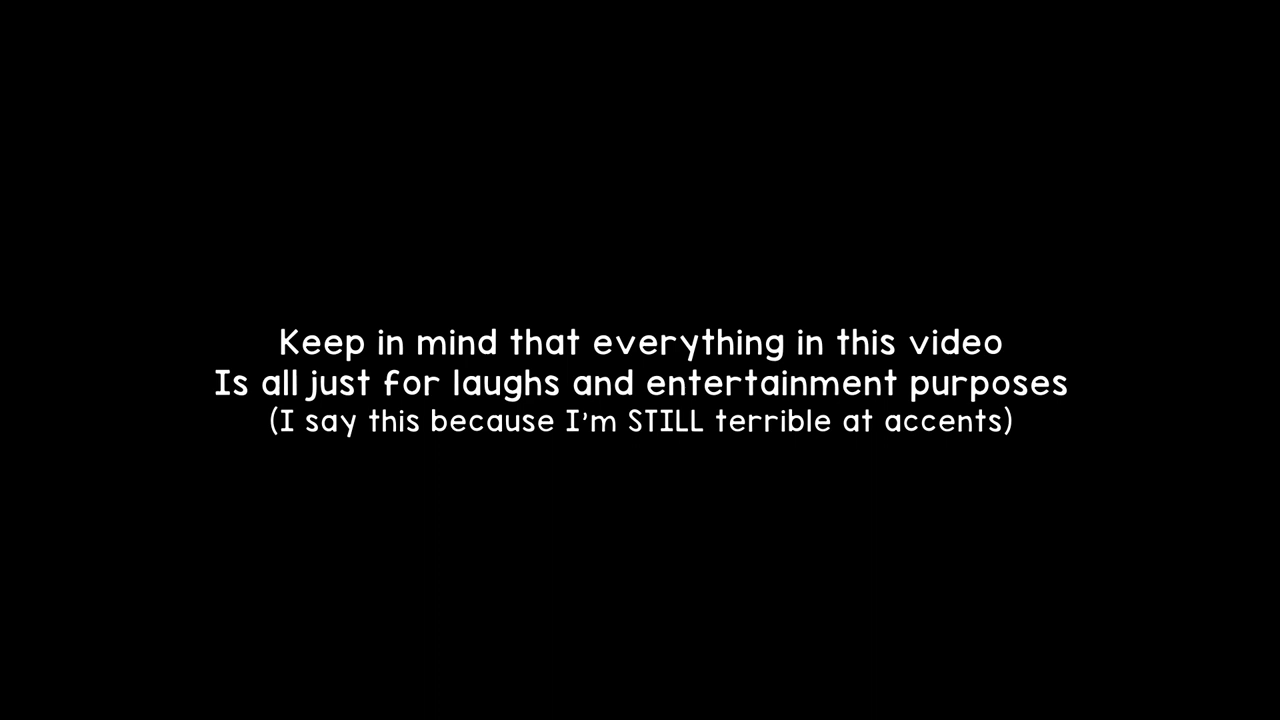 Keep in mind that everything in this video
Is all just for laughs and entertainment purposes
(I say this because I'm STILL terrible at accents)